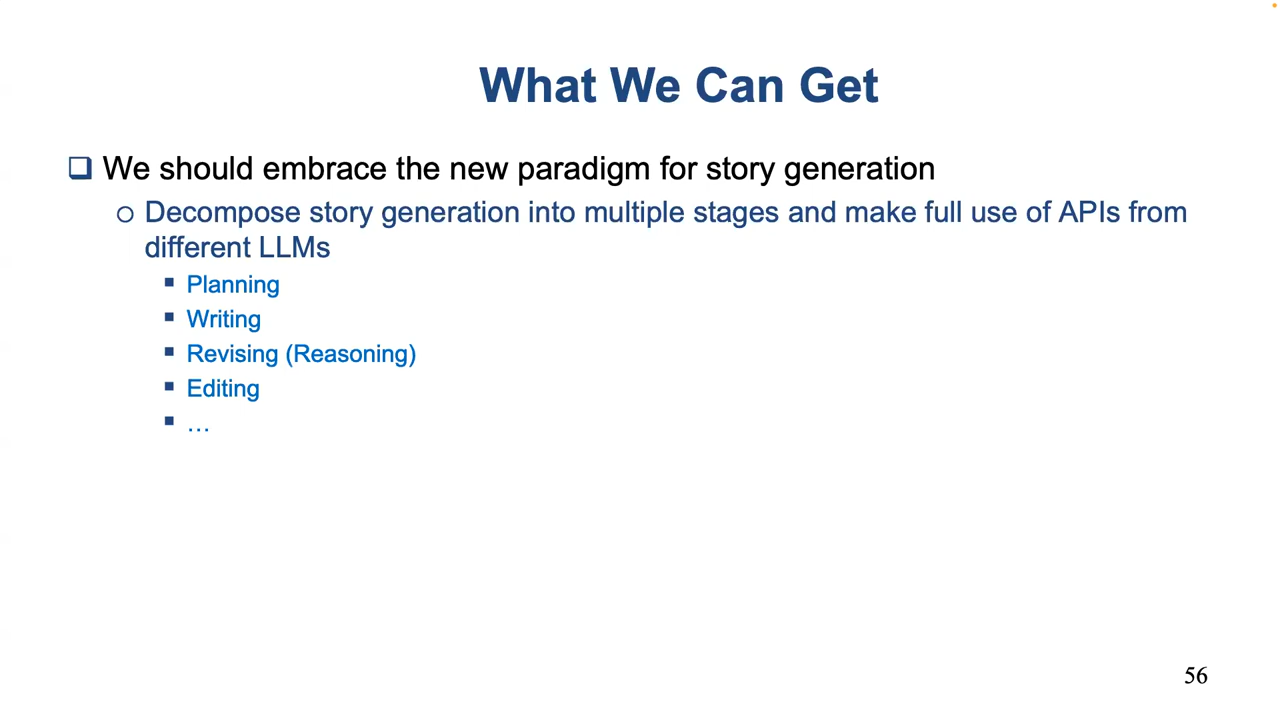 What We Can Get
We should embrace the new paradigm for story generation
Decompose story generation into multiple stages and make full use of APIs from
different LLMs
Planning
Writing
Revising (Reasoning)
Editing
…
56